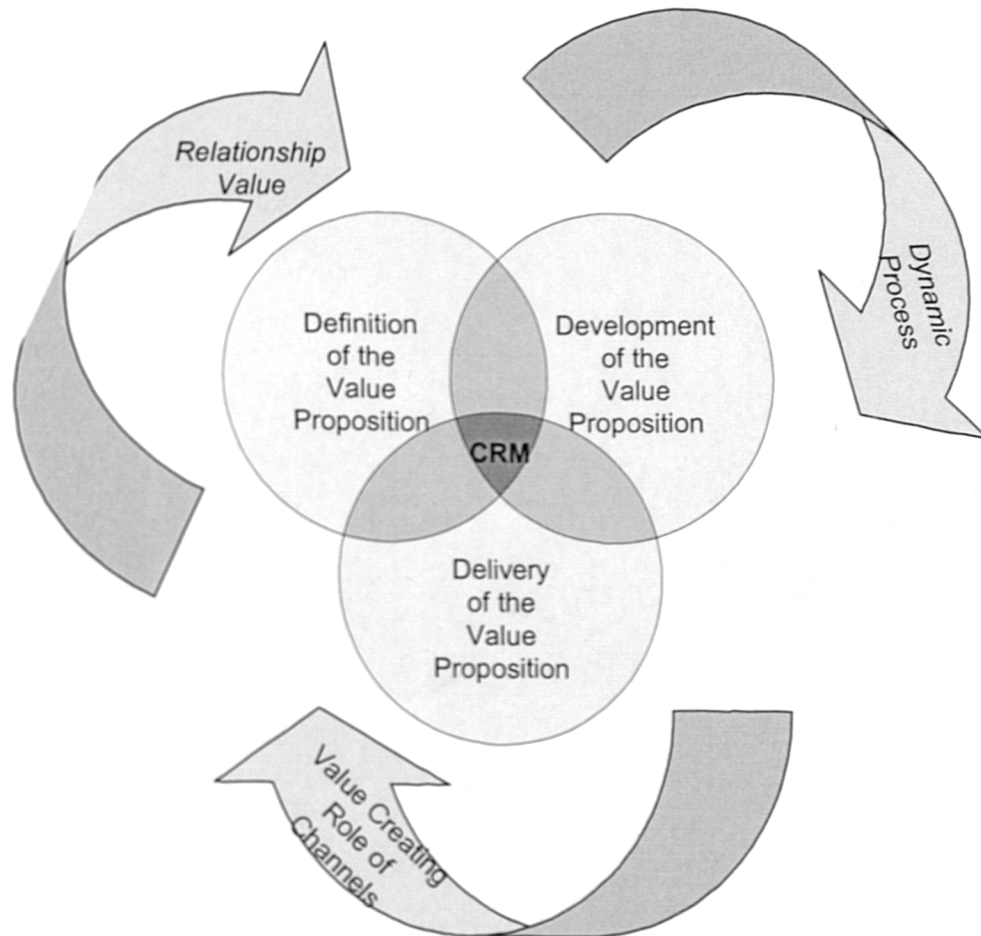 Relationship
Value
Dynamic
Process
Definition
of the
Value
Proposition
Development
of the
Value
Proposition
CRM
Delivery
of the
Value
Proposition
Value Creating
Role of
Channels